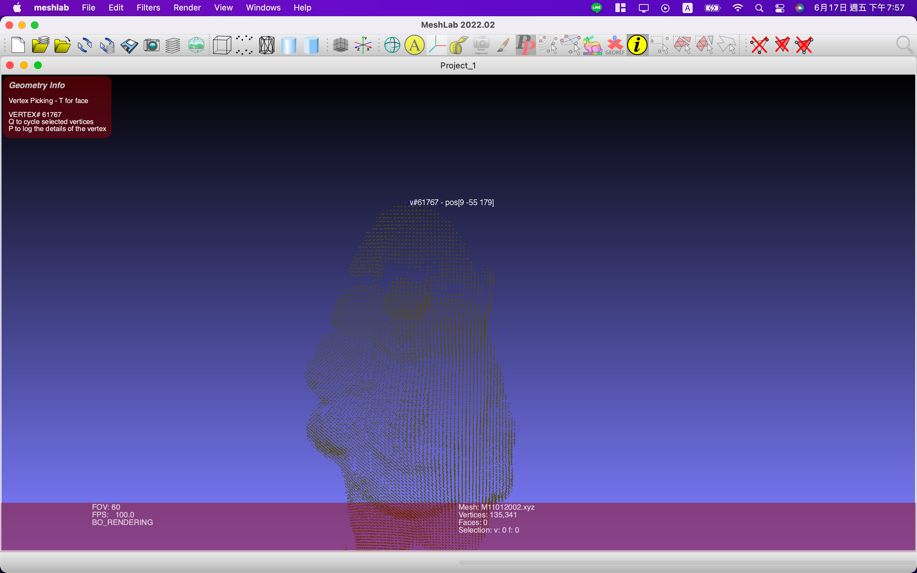 meshlab File Edit Filters Render View Windows Help A 6月17日 週五 下午7:57
MeshLab 2022.02
A PP GEOREF i
Project_1
Geometry Info
Vertex Picking - T for face
VERTEX# 61767
Q to cycle selected vertices
P to log the details of the vertex
v#61767 - pos[9 -55 179]
FOV: 60
FPS: 100.0
BO_RENDERING
Mesh: M11012002.xyz
Vertices: 135,341
Faces: 0
Selection: v: 0 f: 0